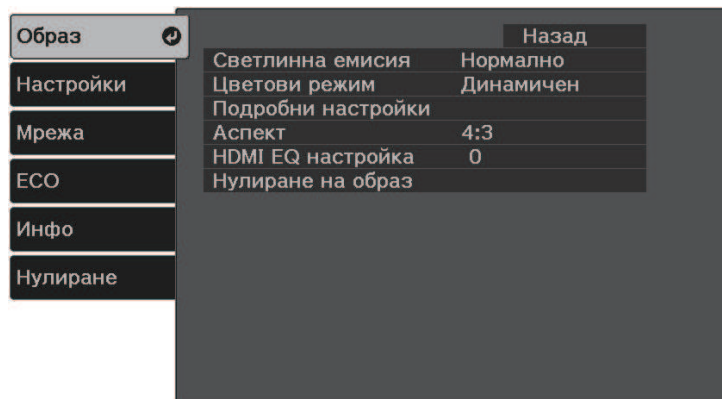 Образ
Настройки
Мрежа
ECO
Инфо
Нулиране
Назад
Светлинна емисия Нормално
Цветови режим Динамичен
Подробни настройки
Аспект 4:3
HDMI EQ настройка 0
Нулиране на образ